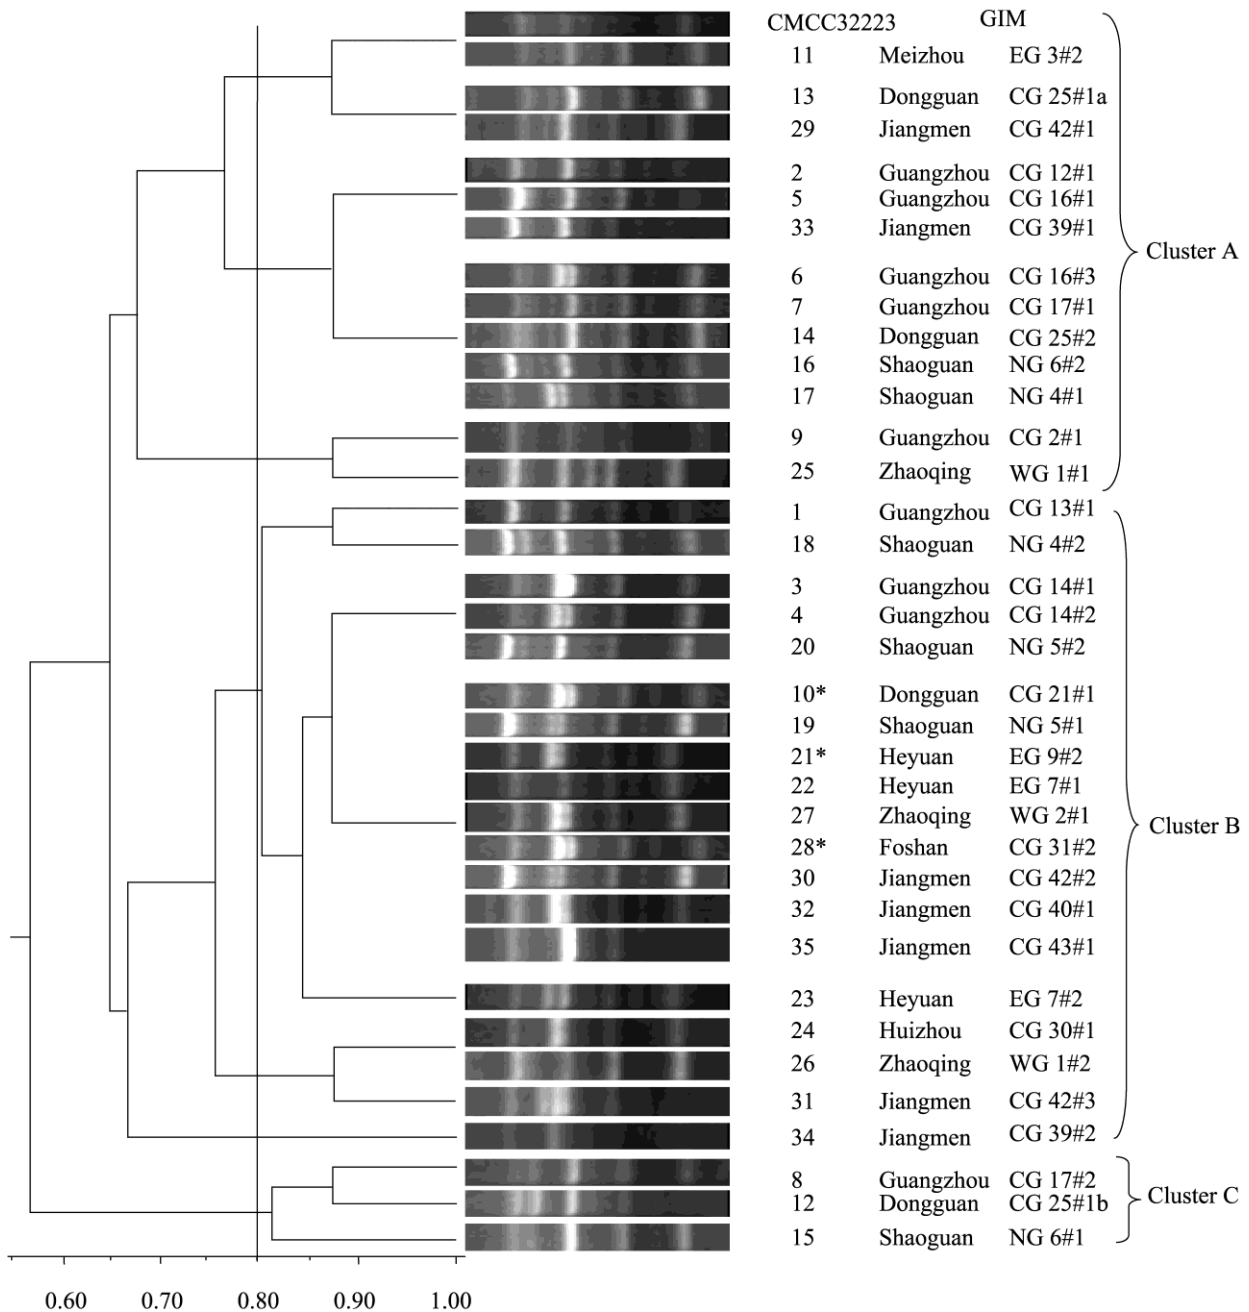 CMCC32223 GIM
11 Meizhou EG 3#2
13 Dongguan CG 25#1a
29 Jiangmen CG 42#1
2 Guangzhou CG 12#1
5 Guangzhou CG 16#1
33 Jiangmen CG 39#1
Cluster A
6 Guangzhou CG 16#3
7 Guangzhou CG 17#1
14 Dongguan CG 25#2
16 Shaoguan NG 6#2
17 Shaoguan NG 4#1
9 Guangzhou CG 2#1
25 Zhaoqing WG 1#1
1 Guangzhou CG 13#1
18 Shaoguan NG 4#2
3 Guangzhou CG 14#1
4 Guangzhou CG 14#2
20 Shaoguan NG 5#2
10* Dongguan CG 21#1
19 Shaoguan NG 5#1
21* Heyuan EG 9#2
22 Heyuan EG 7#1
27 Zhaoqing WG 2#1
Cluster B
28* Foshan CG 31#2
30 Jiangmen CG 42#2
32 Jiangmen CG 40#1
35 Jiangmen CG 43#1
23 Heyuan EG 7#2
24 Huizhou CG 30#1
26 Zhaoqing WG 1#2
31 Jiangmen CG 42#3
34 Jiangmen CG 39#2
8 Guangzhou CG 17#2
Cluster C
12 Dongguan CG 25#1b
15 Shaoguan NG 6#1
0.60 0.70 0.80 0.90 1.00